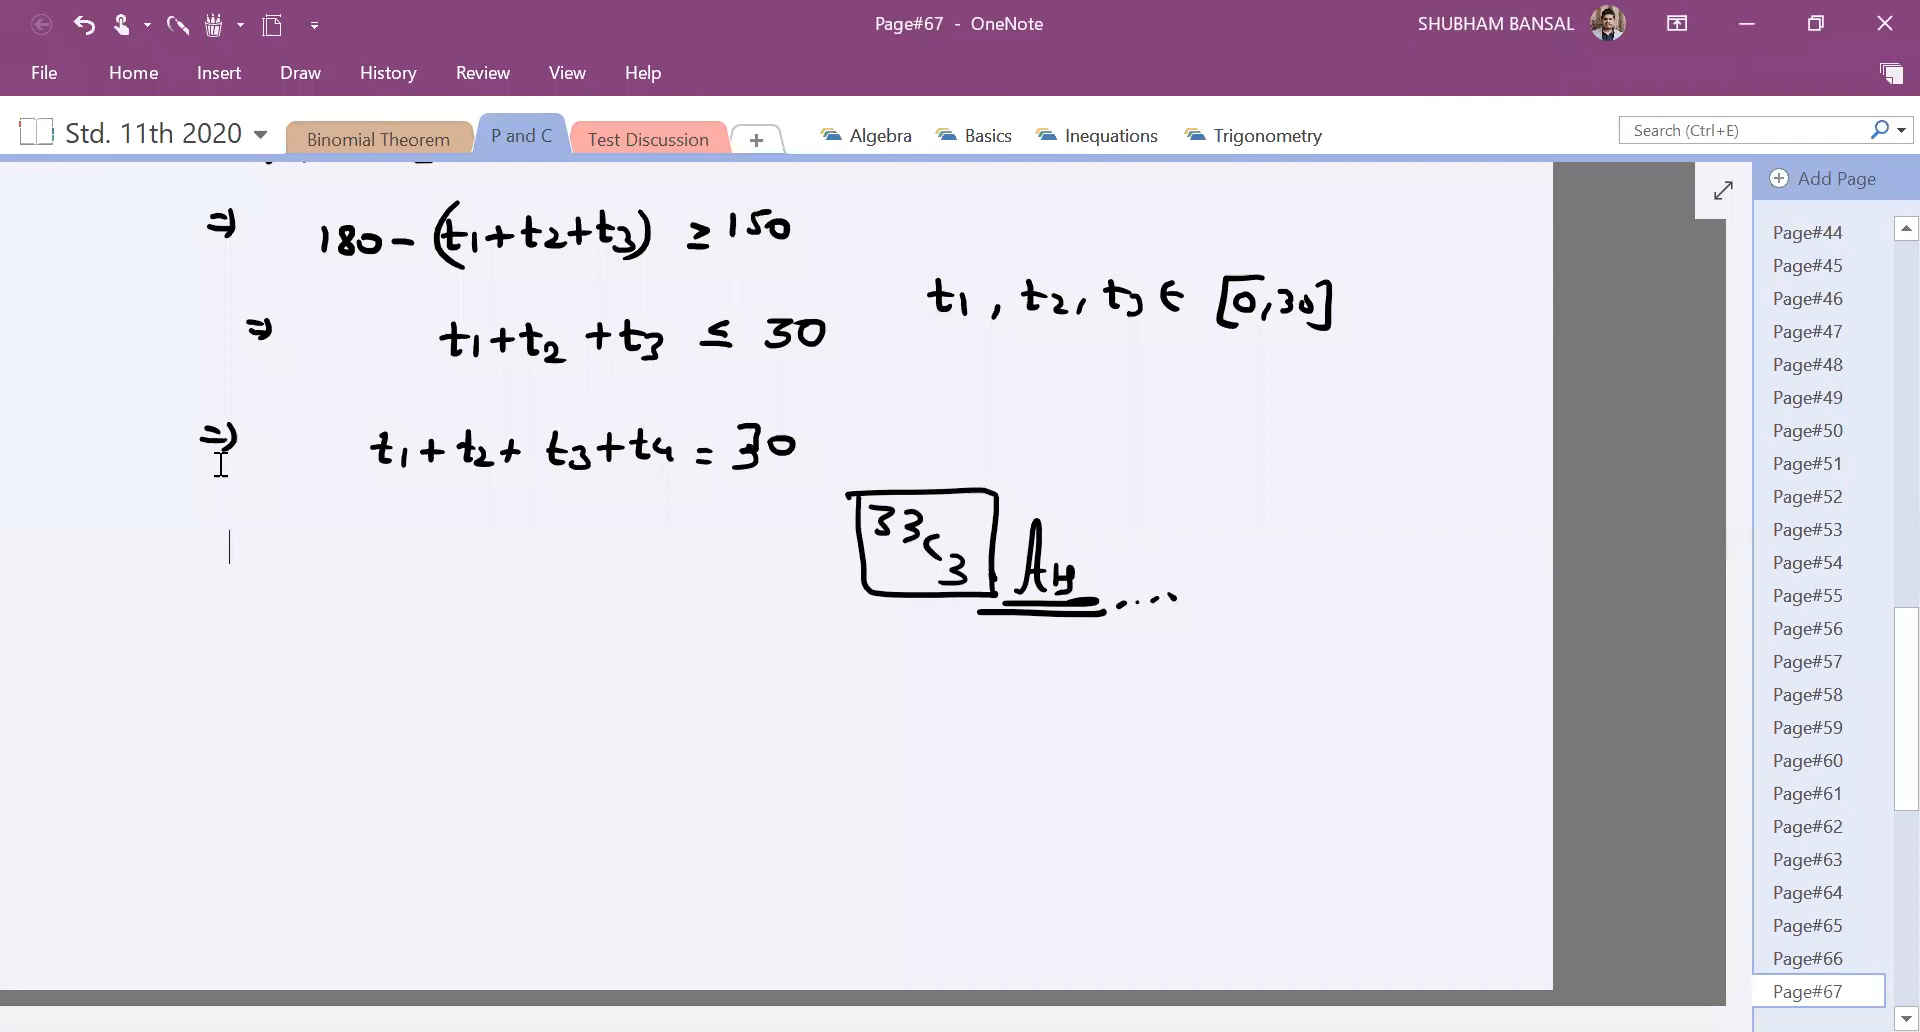 Page#67 - OneNote
SHUBHAM BANSAL
File Home Insert Draw History Review View Help
Std. 11th 2020
Binomial Theorem
P and C
Test Discussion
Algebra
Basics
Inequations
Trigonometry
Search (Ctrl+E)
Add Page
⇒ 180 - (t1 + t2 + t3) ≥ 150
t1, t2, t3 ∈ [0, 30]
⇒ t1 + t2 + t3 ≤ 30
⇒ t1 + t2 + t3 + t4 = 30
33C3 Ans
Page#44
Page#45
Page#46
Page#47
Page#48
Page#49
Page#50
Page#51
Page#52
Page#53
Page#54
Page#55
Page#56
Page#57
Page#58
Page#59
Page#60
Page#61
Page#62
Page#63
Page#64
Page#65
Page#66
Page#67